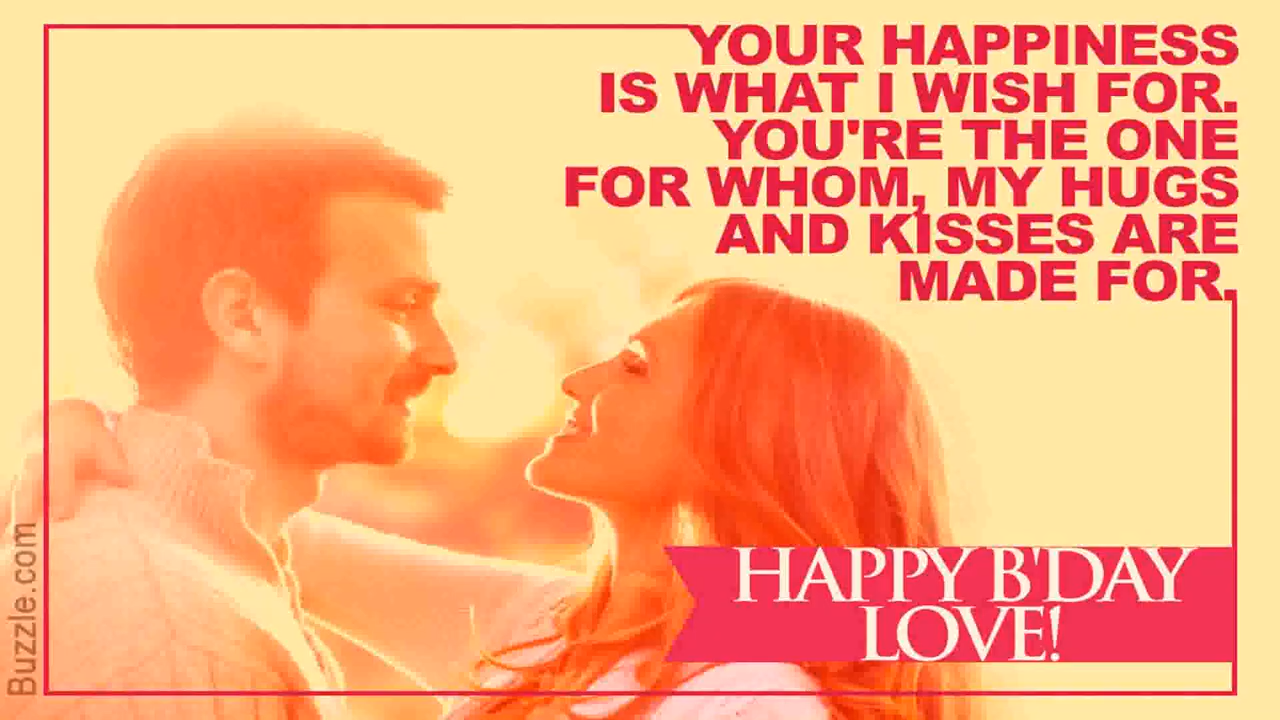 YOUR HAPPINESS
IS WHAT I WISH FOR.
YOU'RE THE ONE
FOR WHOM, MY HUGS
AND KISSES ARE
MADE FOR.
HAPPY B'DAY
LOVE!
Buzzle.com